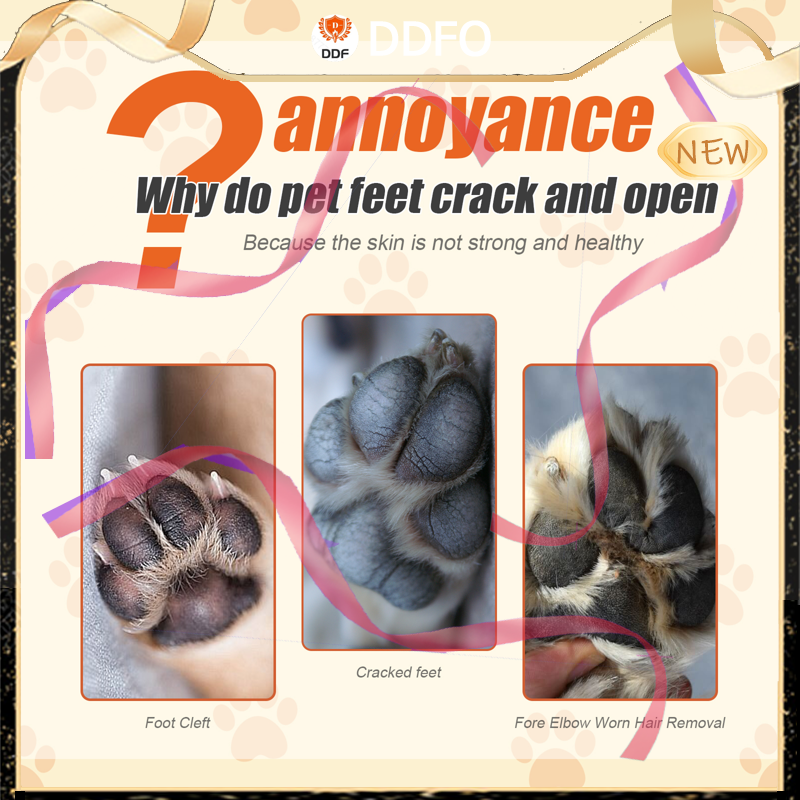 DDF DDFO
? annoyance
NEW
Why do pet feet crack and open
Because the skin is not strong and healthy
Cracked feet
Foot Cleft
Fore Elbow Worn Hair Removal